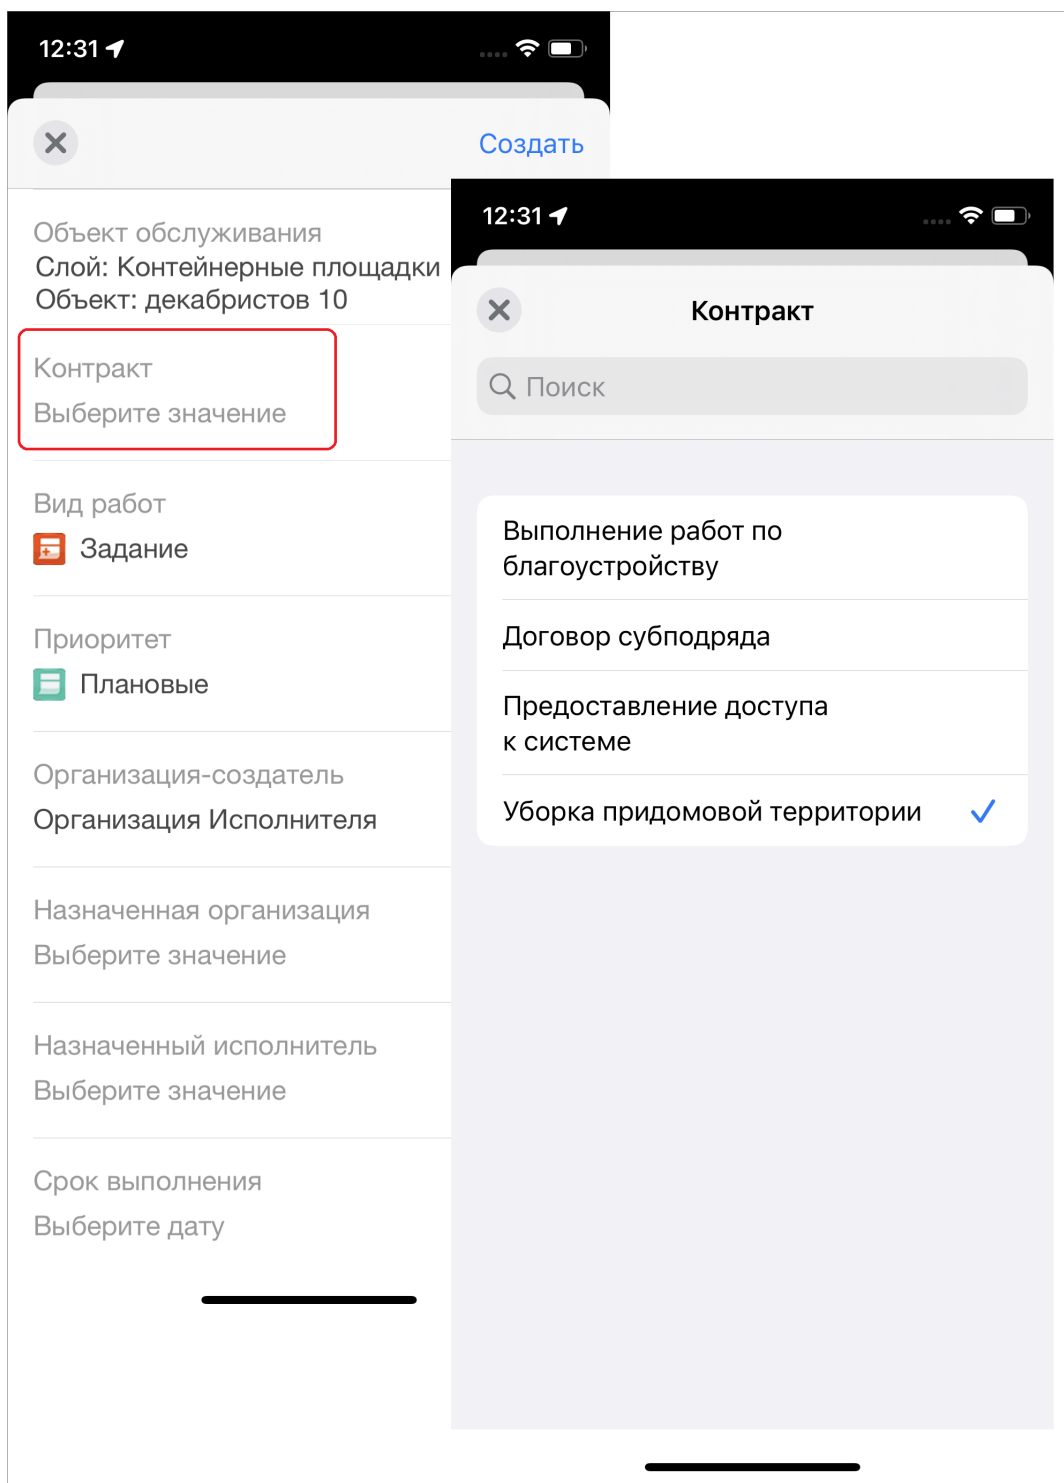 12:31
Создать
Объект обслуживания
Слой: Контейнерные площадки
Объект: декабристов 10
Контракт
Выберите значение
Вид работ
Задание
Приоритет
Плановые
Организация-создатель
Организация Исполнителя
Назначенная организация
Выберите значение
Назначенный исполнитель
Выберите значение
Срок выполнения
Выберите дату
12:31
Контракт
Поиск
Выполнение работ по
благоустройству
Договор субподряда
Предоставление доступа
к системе
Уборка придомовой территории